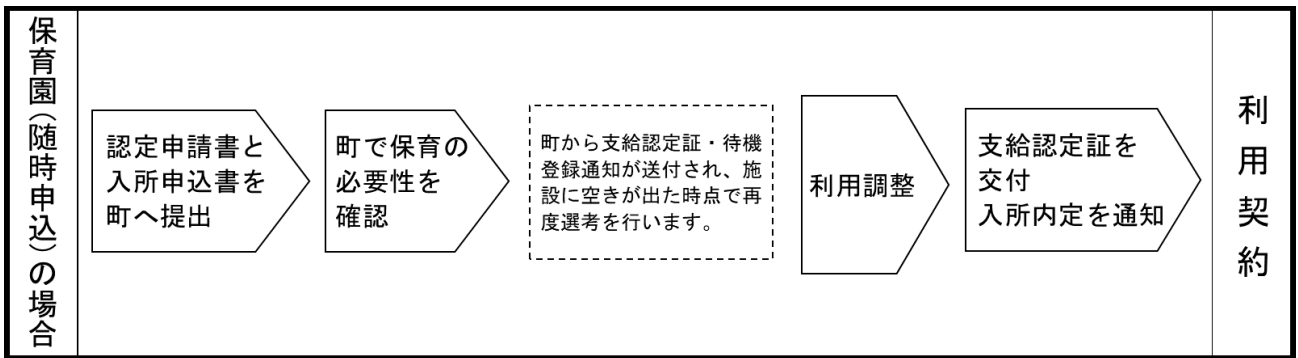 保育園（随時申込）の場合
認定申請書と
入所申込書を
町へ提出
町で保育の
必要性を
確認
町から支給認定証・待機
登録通知が送付され、施
設に空きが出た時点で再
度選考を行います。
利用調整
支給認定証を
交付
入所内定を通知
利用契約